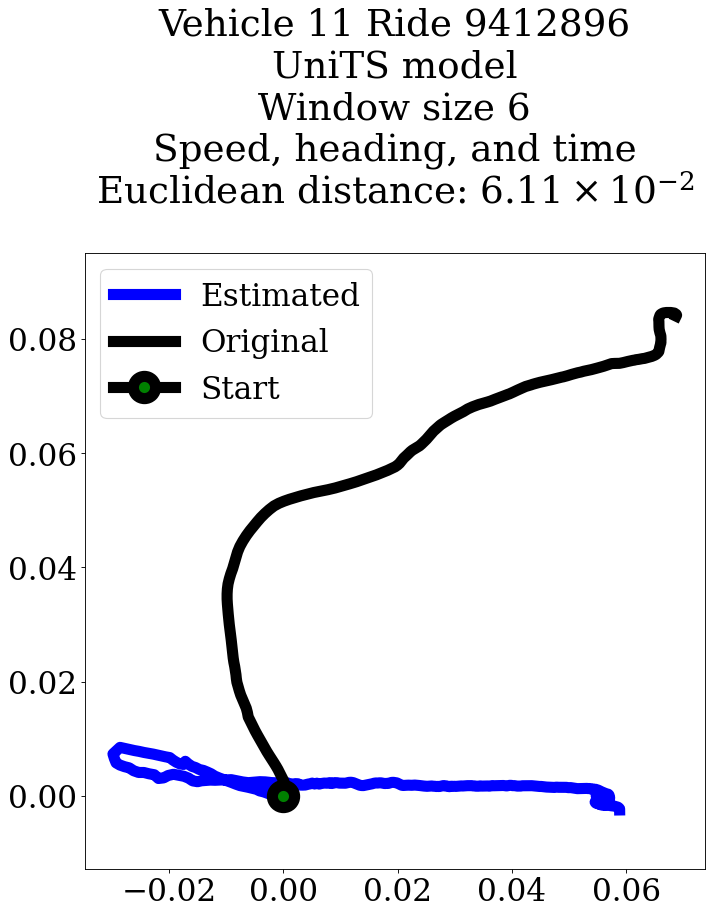 Vehicle 11 Ride 9412896
UniTS model
Window size 6
Speed, heading, and time
Euclidean distance: 6.11 × 10⁻²
Estimated
Original
Start
0.08
0.06
0.04
0.02
0.00
−0.02 0.00 0.02 0.04 0.06